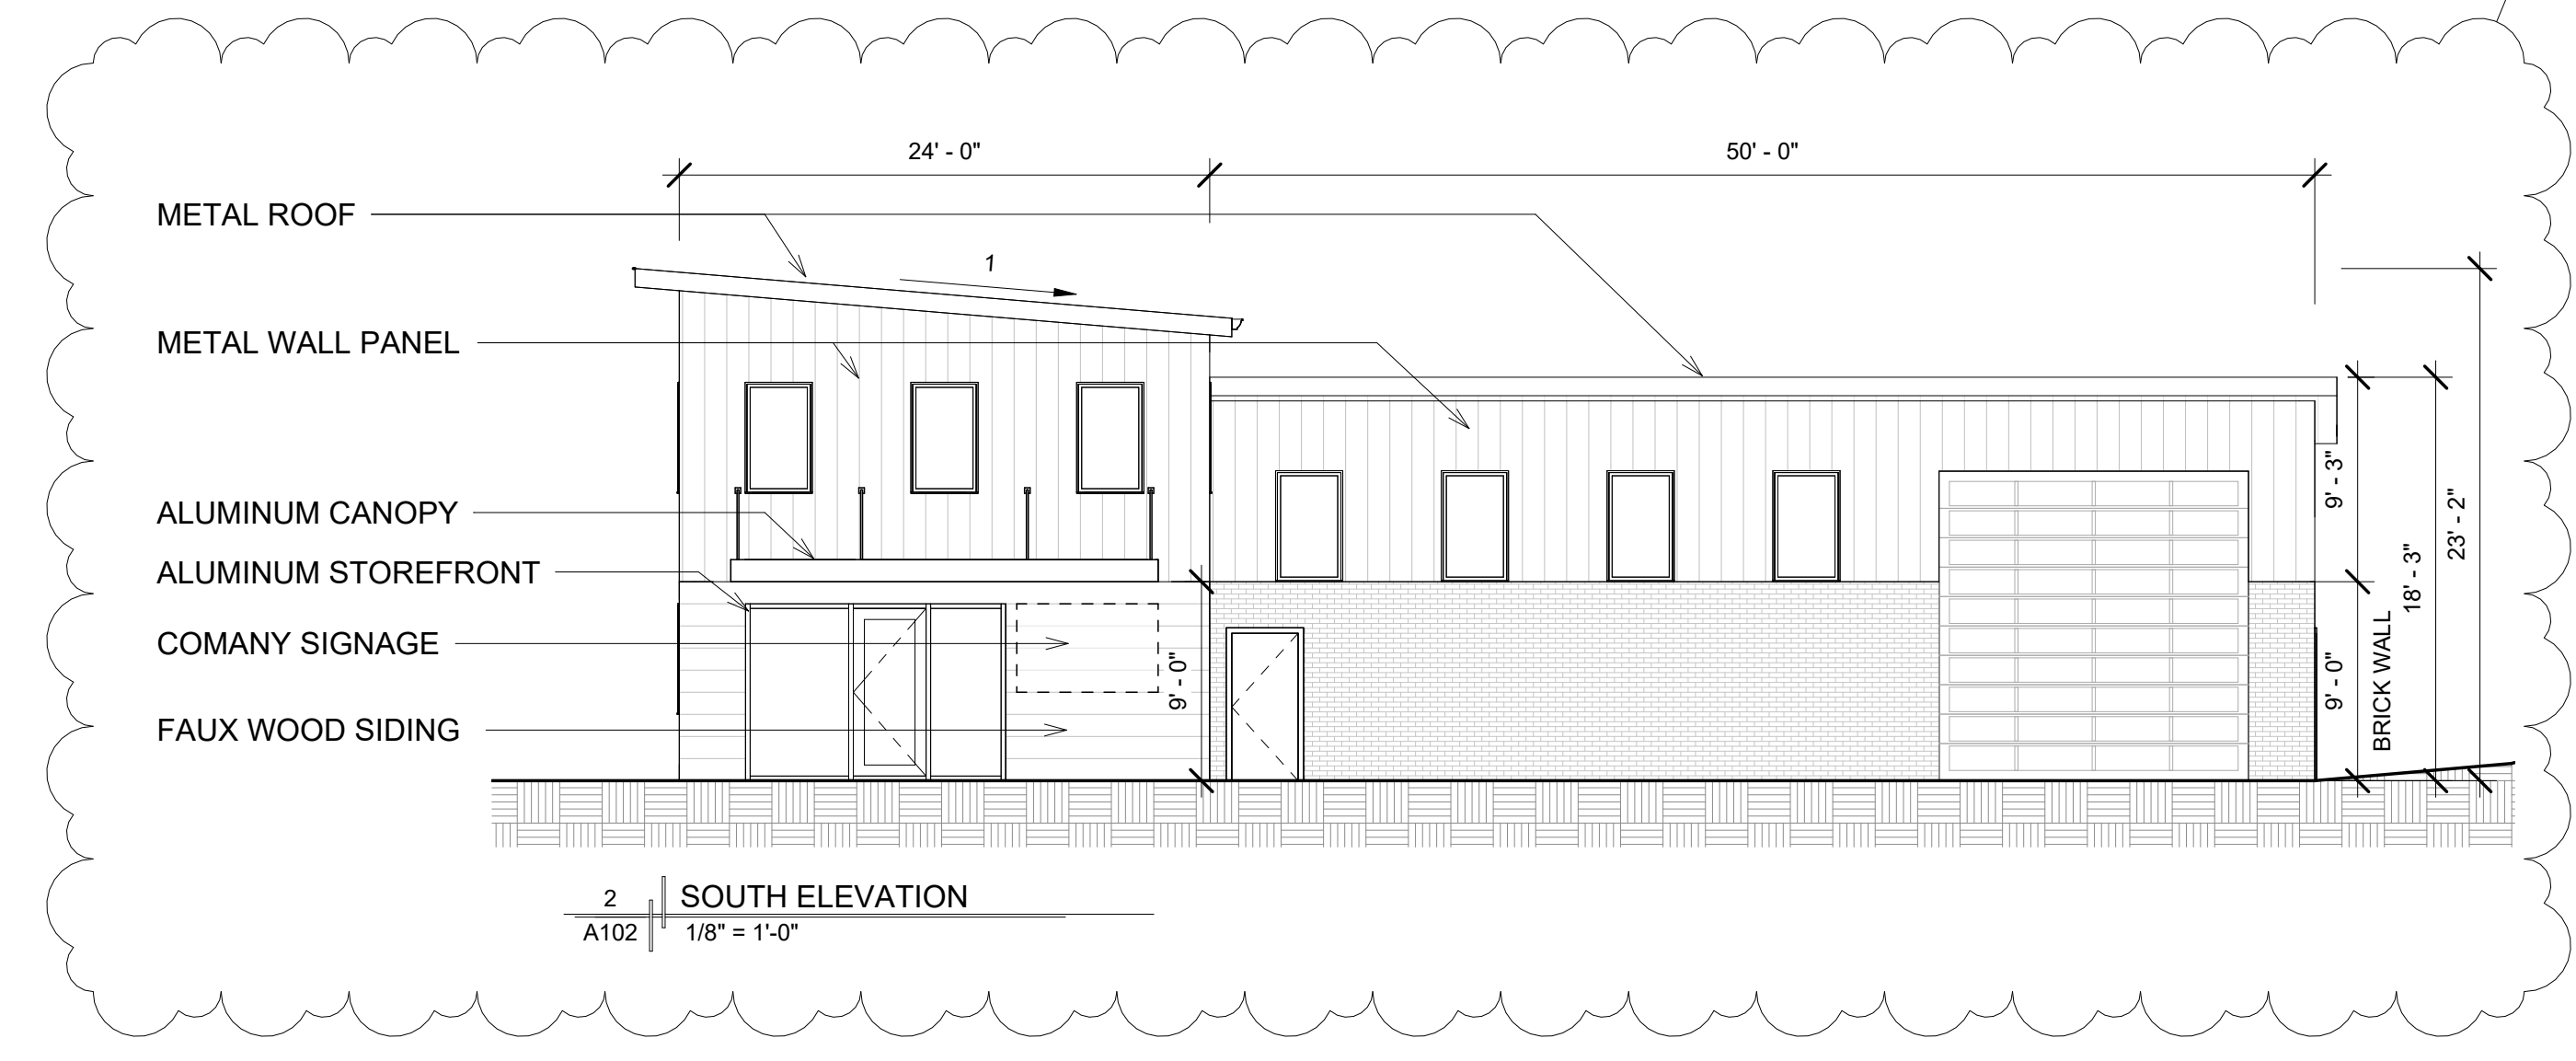 24' - 0"
50' - 0"
METAL ROOF
1
METAL WALL PANEL
ALUMINUM CANOPY
ALUMINUM STOREFRONT
COMANY SIGNAGE
FAUX WOOD SIDING
9' - 0"
9' - 3"
9' - 0"
BRICK WALL
18' - 3"
23' - 2"
2
SOUTH ELEVATION
A102
1/8" = 1'-0"